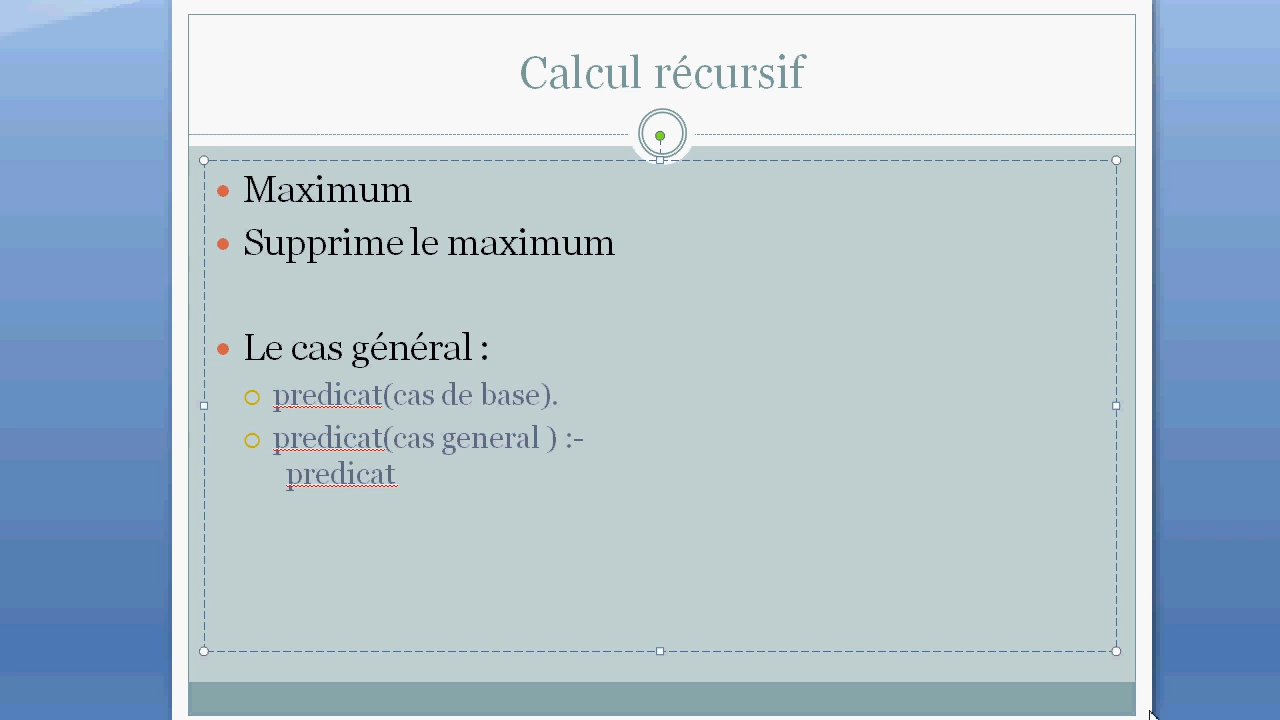 Calcul récursif
Maximum
Supprime le maximum
Le cas général :
predicat(cas de base).
predicat(cas general ) :-
predicat